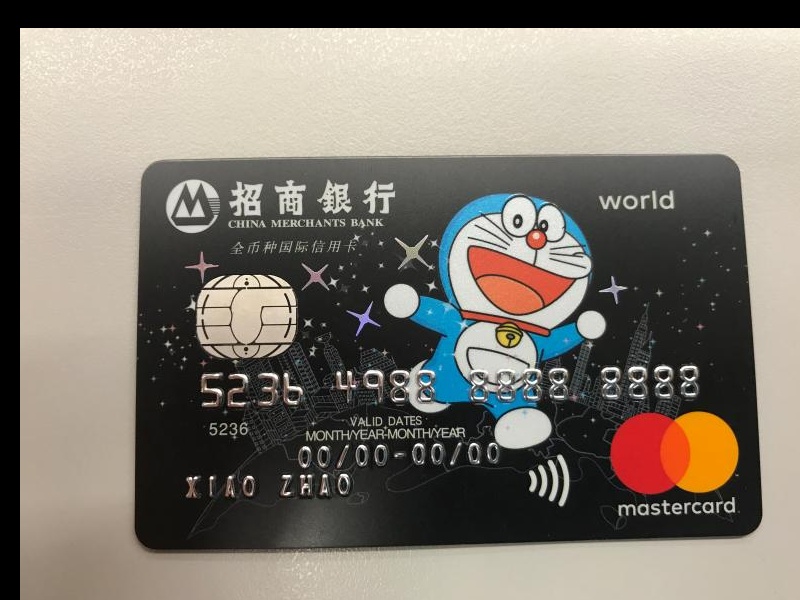 招商銀行
CHINA MERCHANTS BANK
world
全币种国际信用卡
5236 4988 8888 8888
5236
VALID DATES
MONTH/YEAR-MONTH/YEAR
00/00-00/00
XIAO ZHAO
mastercard.